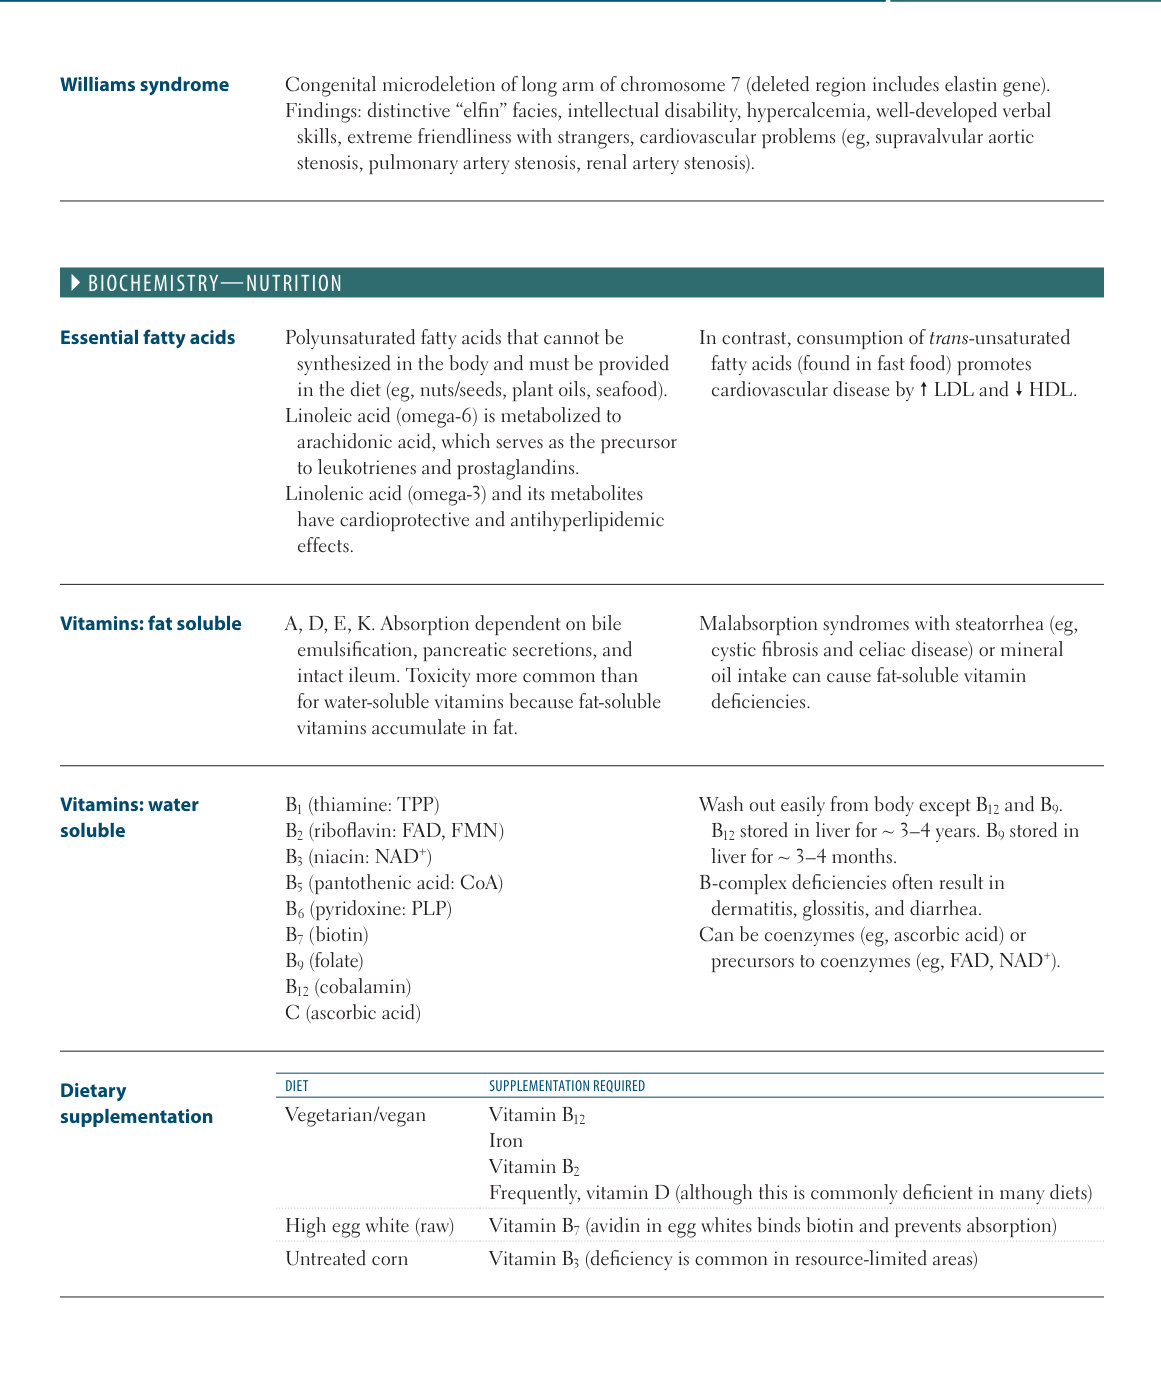 Williams syndrome
Congenital microdeletion of long arm of chromosome 7 (deleted region includes elastin gene).
Findings: distinctive “elfin” facies, intellectual disability, hypercalcemia, well-developed verbal
skills, extreme friendliness with strangers, cardiovascular problems (eg, supravalvular aortic
stenosis, pulmonary artery stenosis, renal artery stenosis).
BIOCHEMISTRY—NUTRITION
Essential fatty acids
Polyunsaturated fatty acids that cannot be
synthesized in the body and must be provided
in the diet (eg, nuts/seeds, plant oils, seafood).
Linoleic acid (omega-6) is metabolized to
arachidonic acid, which serves as the precursor
to leukotrienes and prostaglandins.
Linolenic acid (omega-3) and its metabolites
have cardioprotective and antihyperlipidemic
effects.
In contrast, consumption of trans-unsaturated
fatty acids (found in fast food) promotes
cardiovascular disease by ↑ LDL and ↓ HDL.
Vitamins: fat soluble
A, D, E, K. Absorption dependent on bile
emulsification, pancreatic secretions, and
intact ileum. Toxicity more common than
for water-soluble vitamins because fat-soluble
vitamins accumulate in fat.
Malabsorption syndromes with steatorrhea (eg,
cystic fibrosis and celiac disease) or mineral
oil intake can cause fat-soluble vitamin
deficiencies.
Vitamins: water
soluble
B₁ (thiamine: TPP)
B₂ (riboflavin: FAD, FMN)
B₃ (niacin: NAD⁺)
B₅ (pantothenic acid: CoA)
B₆ (pyridoxine: PLP)
B₇ (biotin)
B₉ (folate)
B₁₂ (cobalamin)
C (ascorbic acid)
Wash out easily from body except B₁₂ and B₉.
B₁₂ stored in liver for ~ 3–4 years. B₉ stored in
liver for ~ 3–4 months.
B-complex deficiencies often result in
dermatitis, glossitis, and diarrhea.
Can be coenzymes (eg, ascorbic acid) or
precursors to coenzymes (eg, FAD, NAD⁺).
Dietary
supplementation
DIET SUPPLEMENTATION REQUIRED
Vegetarian/vegan Vitamin B₁₂
Iron
Vitamin B₂
Frequently, vitamin D (although this is commonly deficient in many diets)
High egg white (raw) Vitamin B₇ (avidin in egg whites binds biotin and prevents absorption)
Untreated corn Vitamin B₃ (deficiency is common in resource-limited areas)